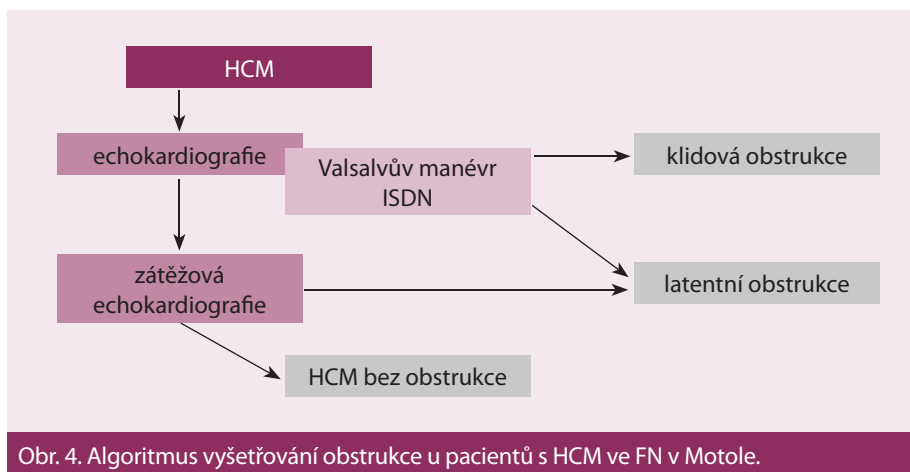 HCM
echokardiografie
Valsalvův manévr
ISDN
klidová obstrukce
zátěžová
echokardiografie
latentní obstrukce
HCM bez obstrukce
Obr. 4. Algoritmus vyšetřování obstrukce u pacientů s HCM ve FN v Motole.